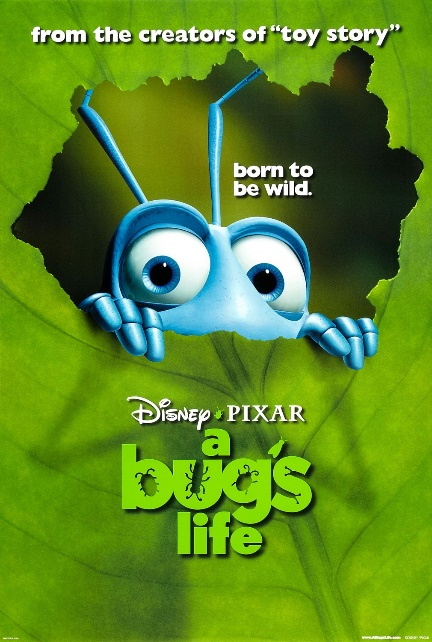 from the creators of "toy story"
born to
be wild.
Disney PIXAR
a
bug's
life